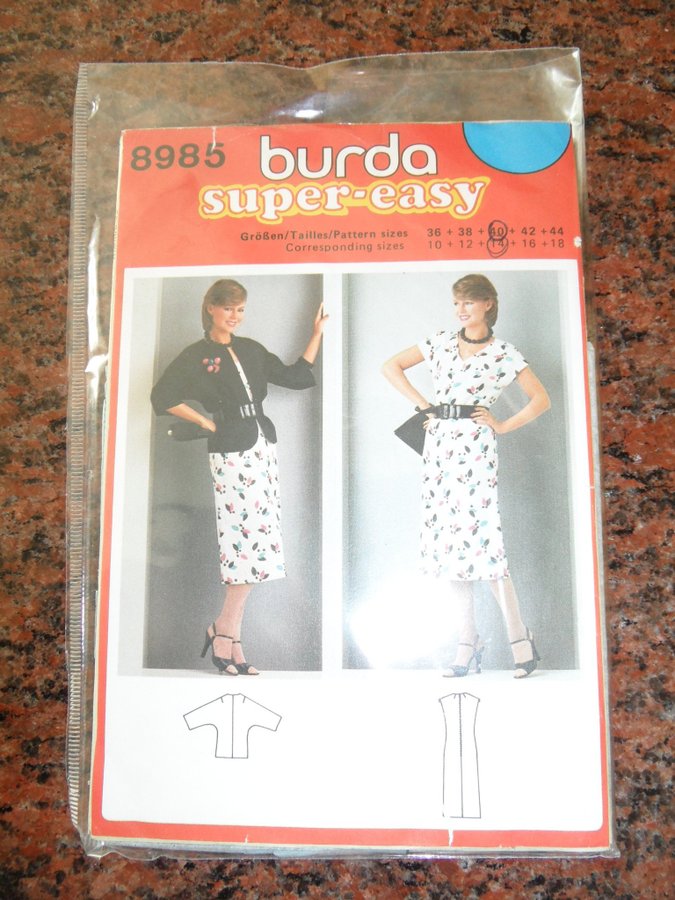 8985 burda
super-easy
Größen/Tailles/Pattern sizes 36 + 38 + 40 + 42 + 44
Corresponding sizes 10 + 12 + 14 + 16 + 18